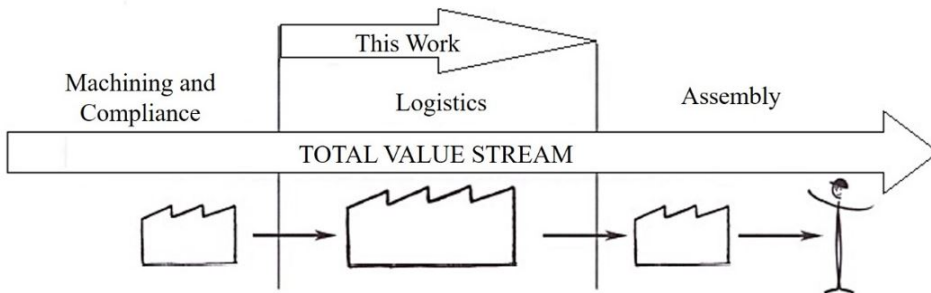 This Work
Machining and
Compliance
Logistics
Assembly
TOTAL VALUE STREAM